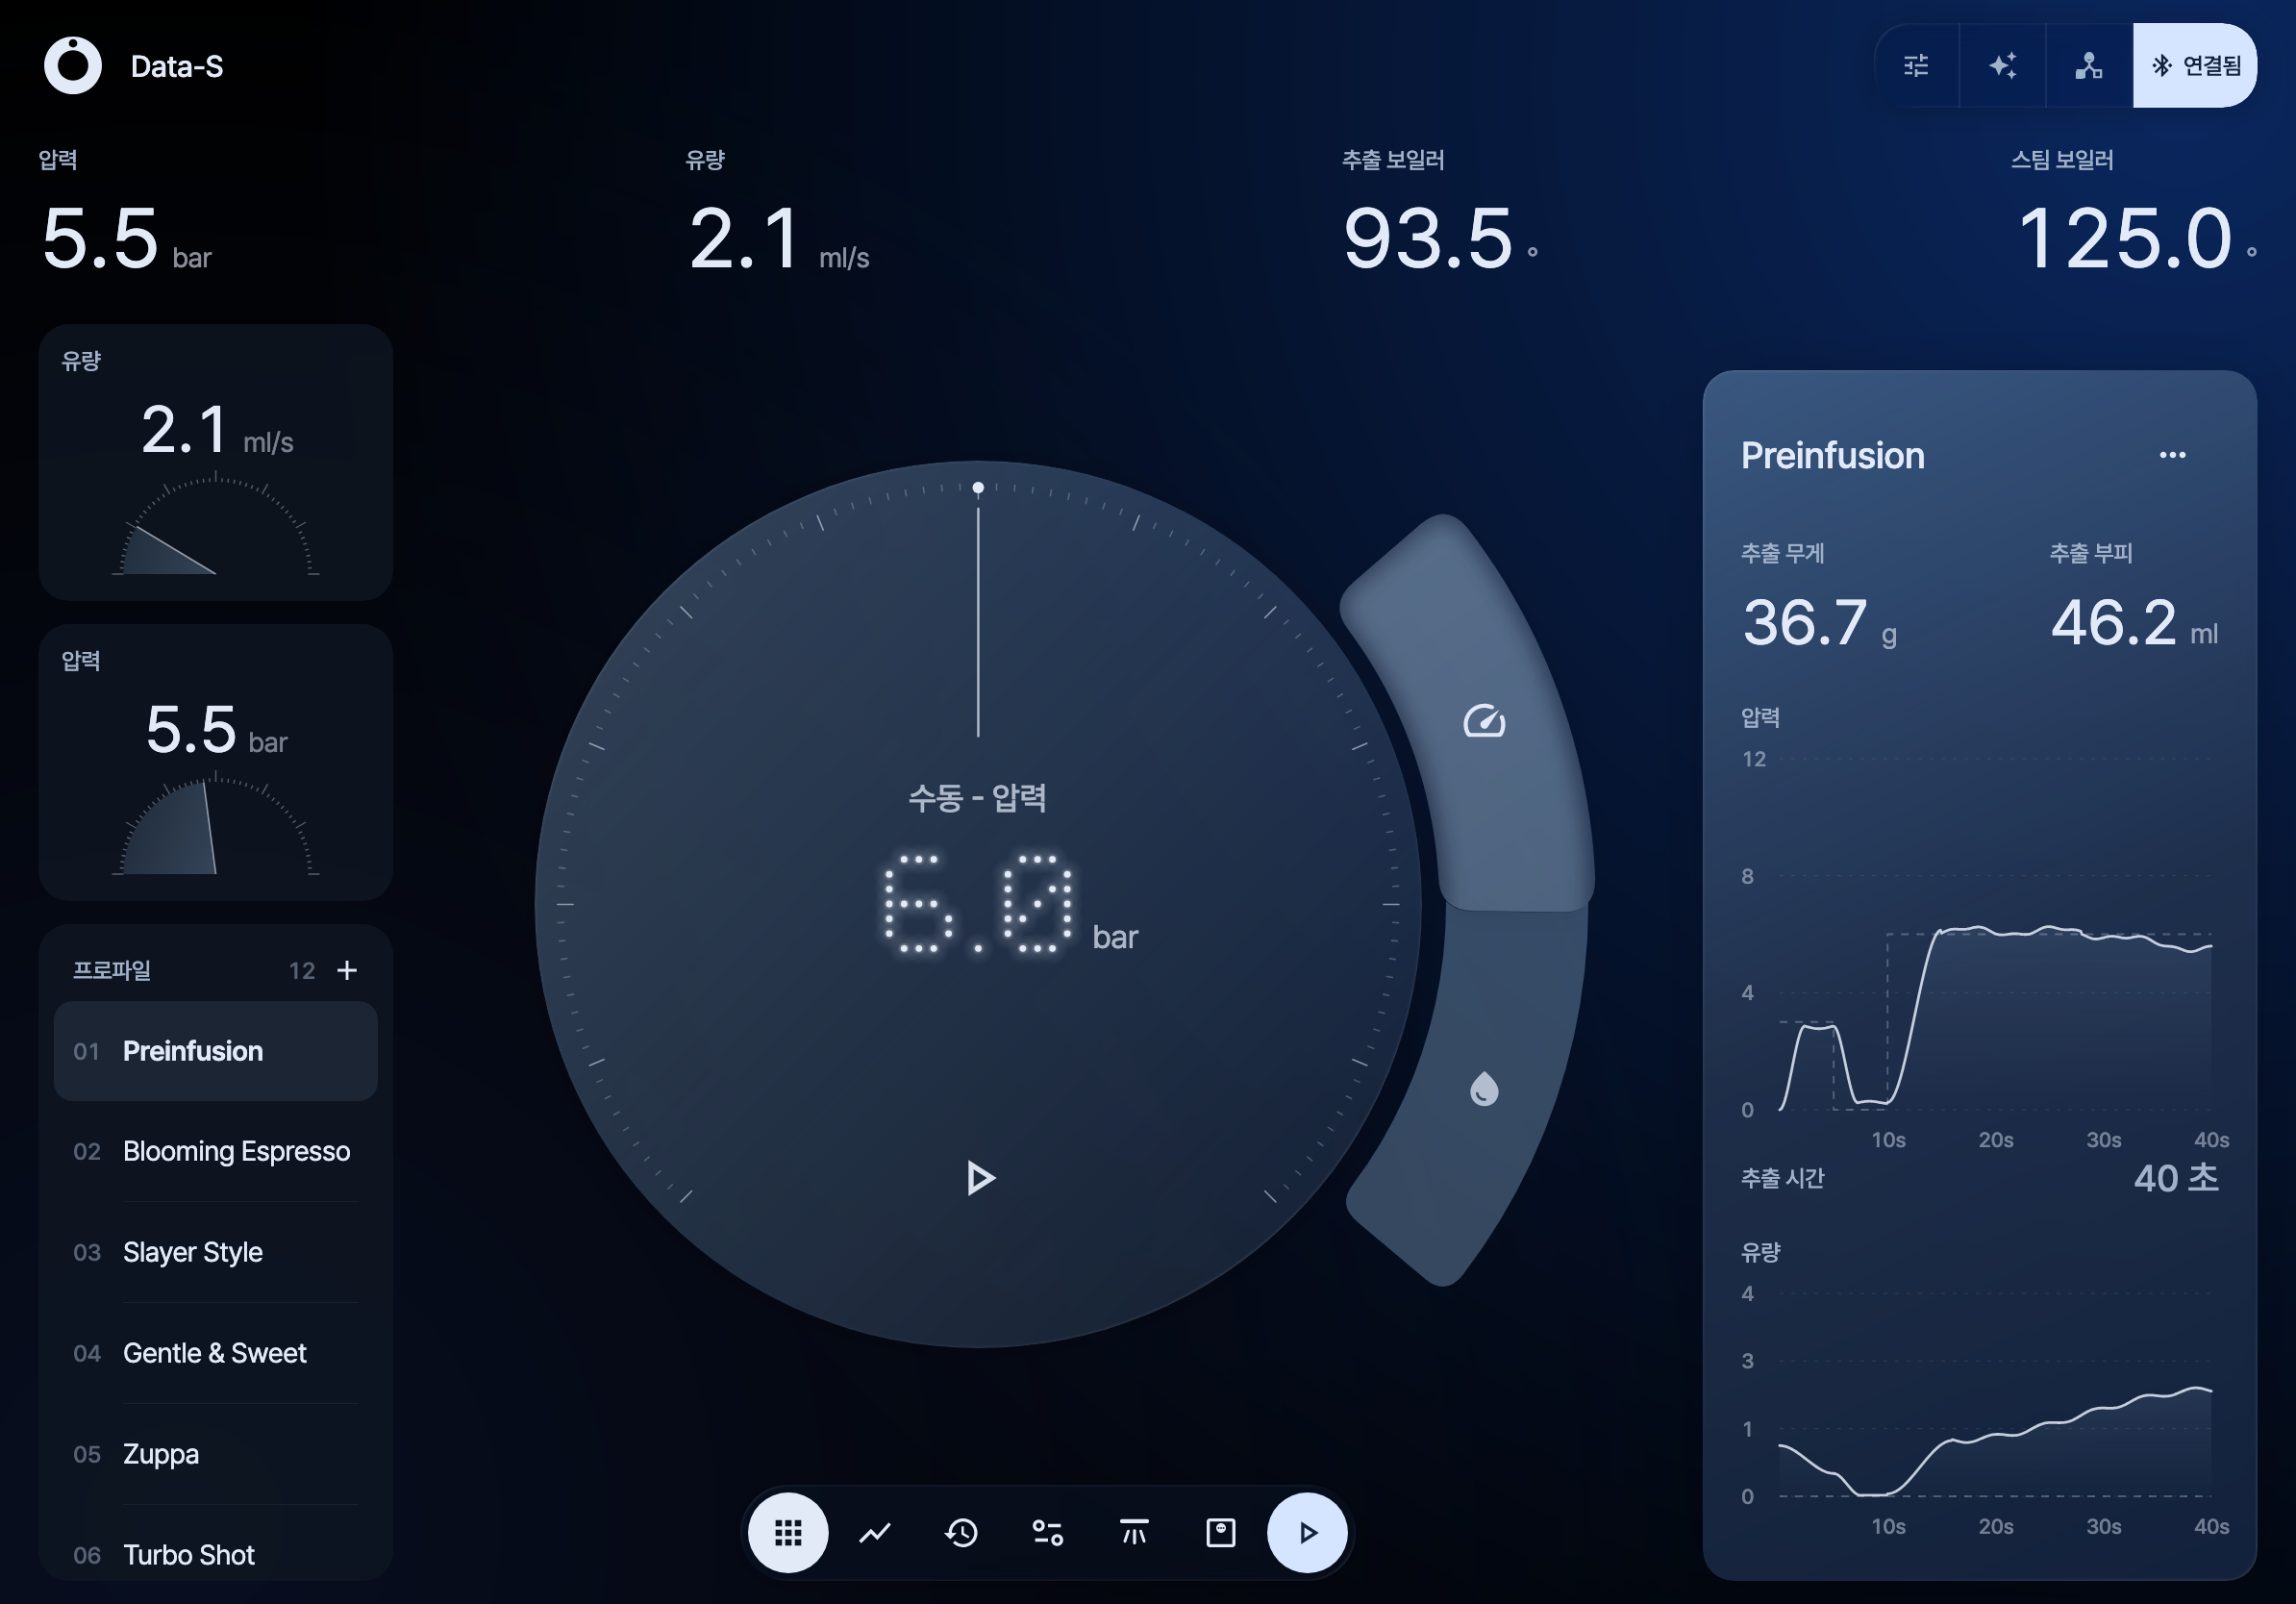 Data-S
연결됨
압력
5.5 bar
유량
2.1 ml/s
추출 보일러
93.5 °
스팀 보일러
125.0 °
유량
2.1 ml/s
압력
5.5 bar
프로파일 12 +
01 Preinfusion
02 Blooming Espresso
03 Slayer Style
04 Gentle & Sweet
05 Zuppa
06 Turbo Shot
수동 - 압력
6.0 bar
Preinfusion
추출 무게
36.7 g
추출 부피
46.2 ml
압력
12
8
4
0
10s 20s 30s 40s
추출 시간 40 초
유량
4
3
1
0
10s 20s 30s 40s